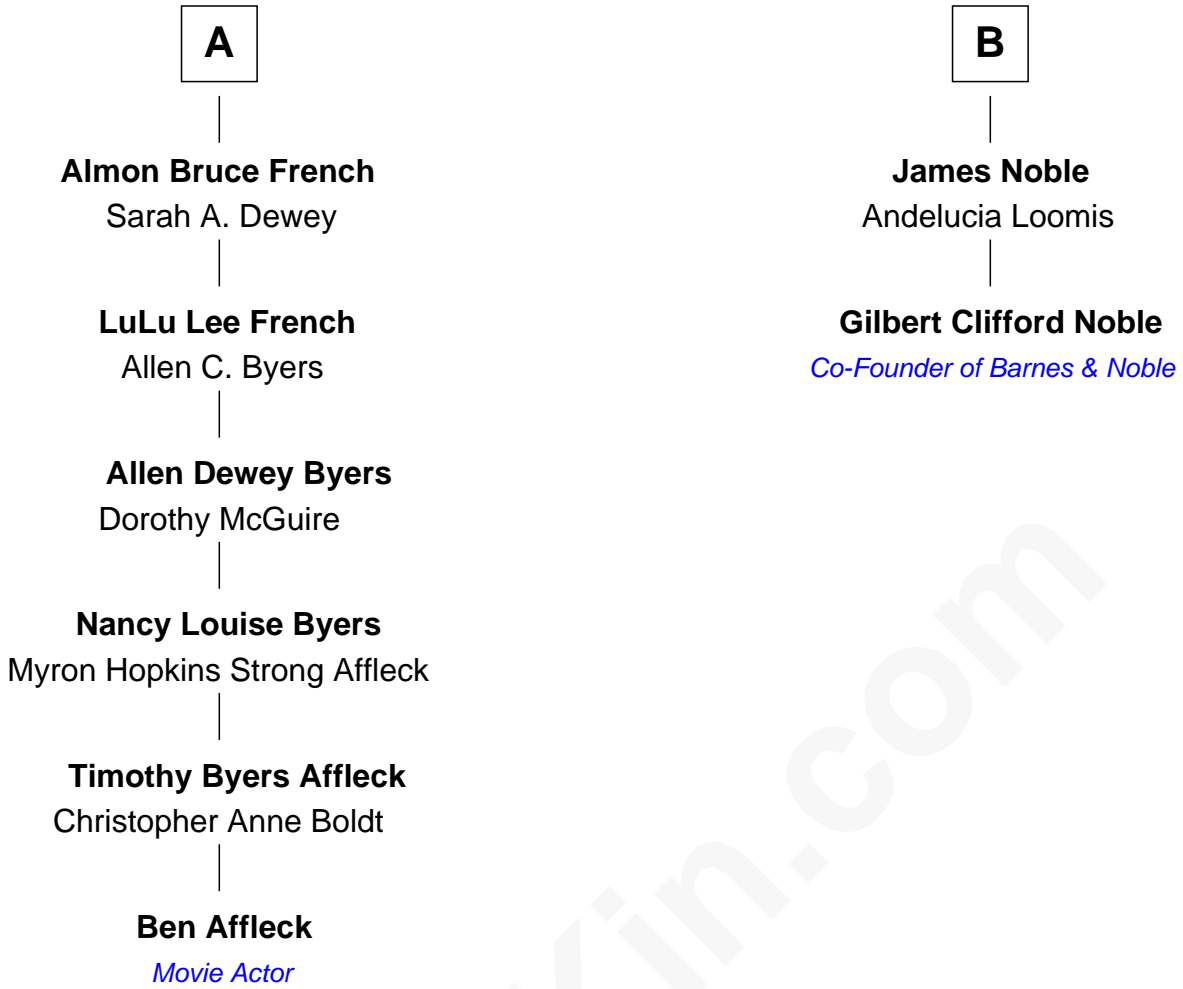 A
Almon Bruce French
Sarah A. Dewey
LuLu Lee French
Allen C. Byers
Allen Dewey Byers
Dorothy McGuire
Nancy Louise Byers
Myron Hopkins Strong Affleck
Timothy Byers Affleck
Christopher Anne Boldt
Ben Affleck
Movie Actor
B
James Noble
Andelucia Loomis
Gilbert Clifford Noble
Co-Founder of Barnes & Noble
Kin.com